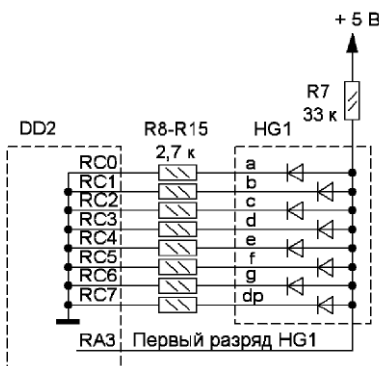 + 5 В
R7
33 к
DD2
R8-R15
2,7 к
HG1
RC0 a
RC1 b
RC2 c
RC3 d
RC4 e
RC5 f
RC6 g
RC7 dp
RA3 Первый разряд HG1